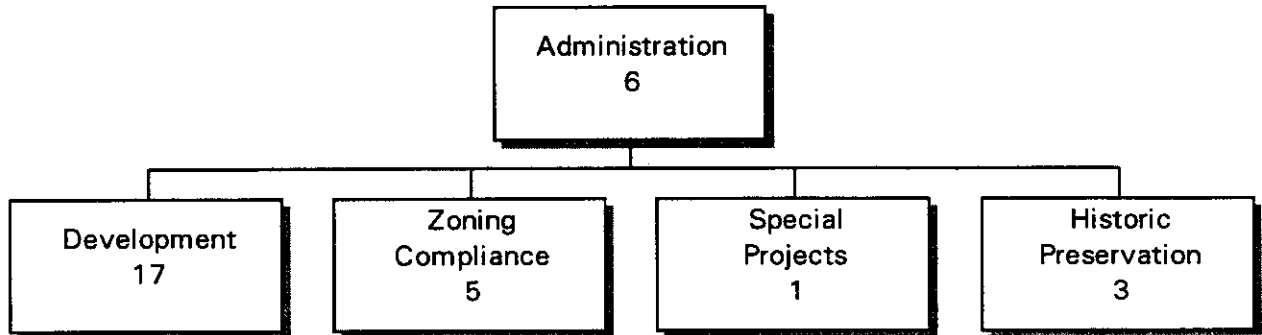 Administration
6
Development
17
Zoning
Compliance
5
Special
Projects
1
Historic
Preservation
3